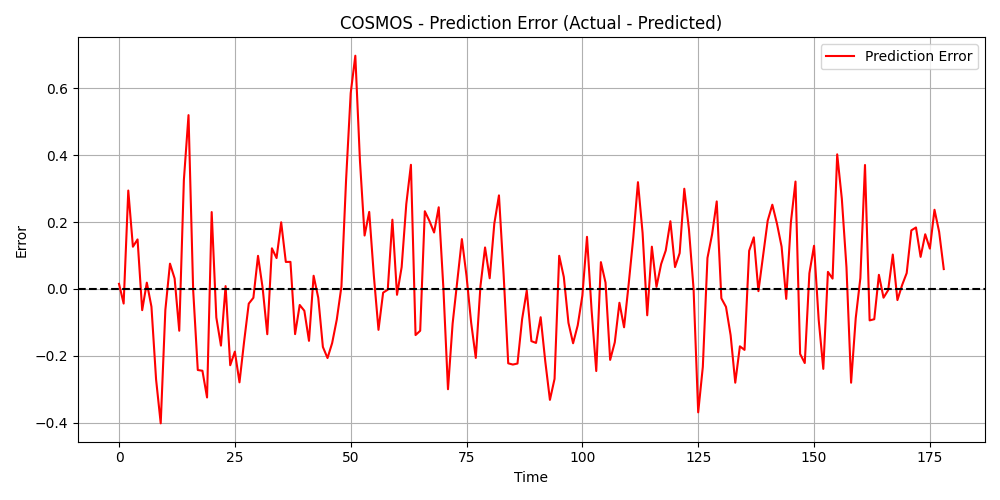 COSMOS - Prediction Error (Actual - Predicted)
Prediction Error
Error
0.6
0.4
0.2
0.0
−0.2
−0.4
0 25 50 75 100 125 150 175
Time